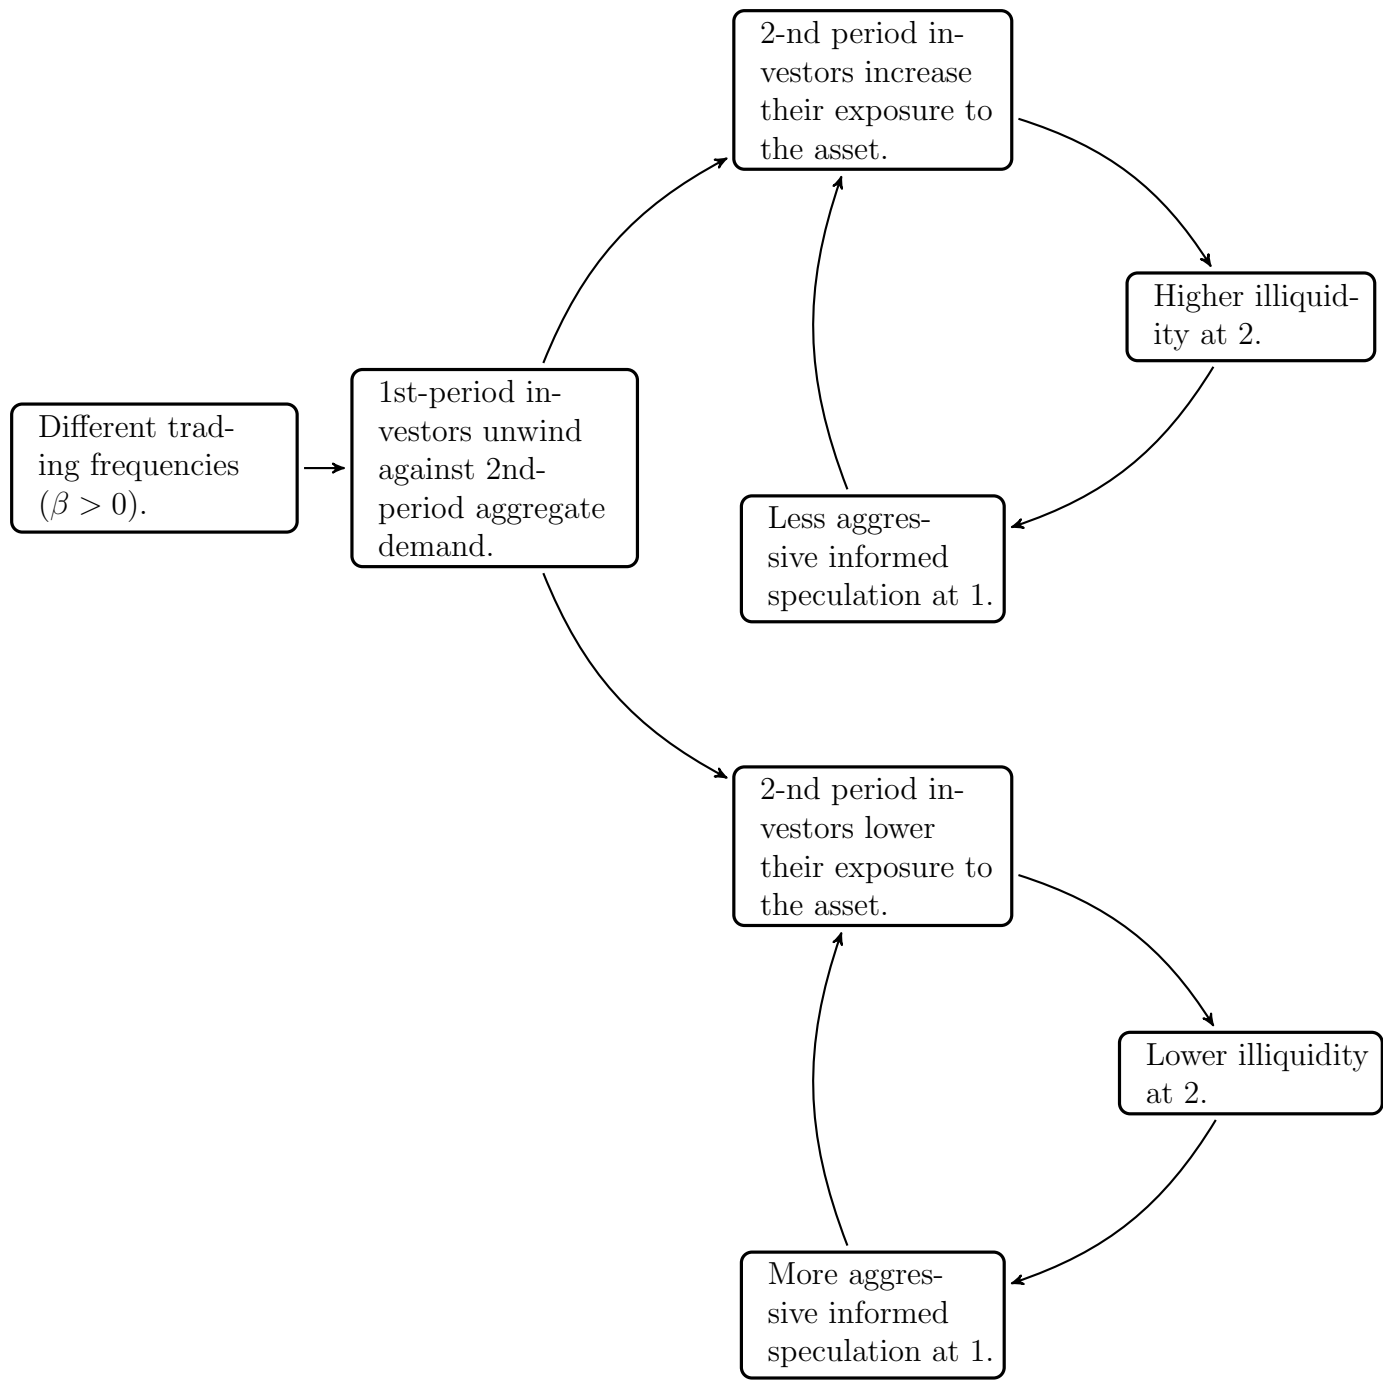 2-nd period in-
vestors increase
their exposure to
the asset.
Higher illiquid-
ity at 2.
1st-period in-
vestors unwind
against 2nd-
period aggregate
demand.
Different trad-
ing frequencies
(β > 0).
Less aggres-
sive informed
speculation at 1.
2-nd period in-
vestors lower
their exposure to
the asset.
Lower illiquidity
at 2.
More aggres-
sive informed
speculation at 1.